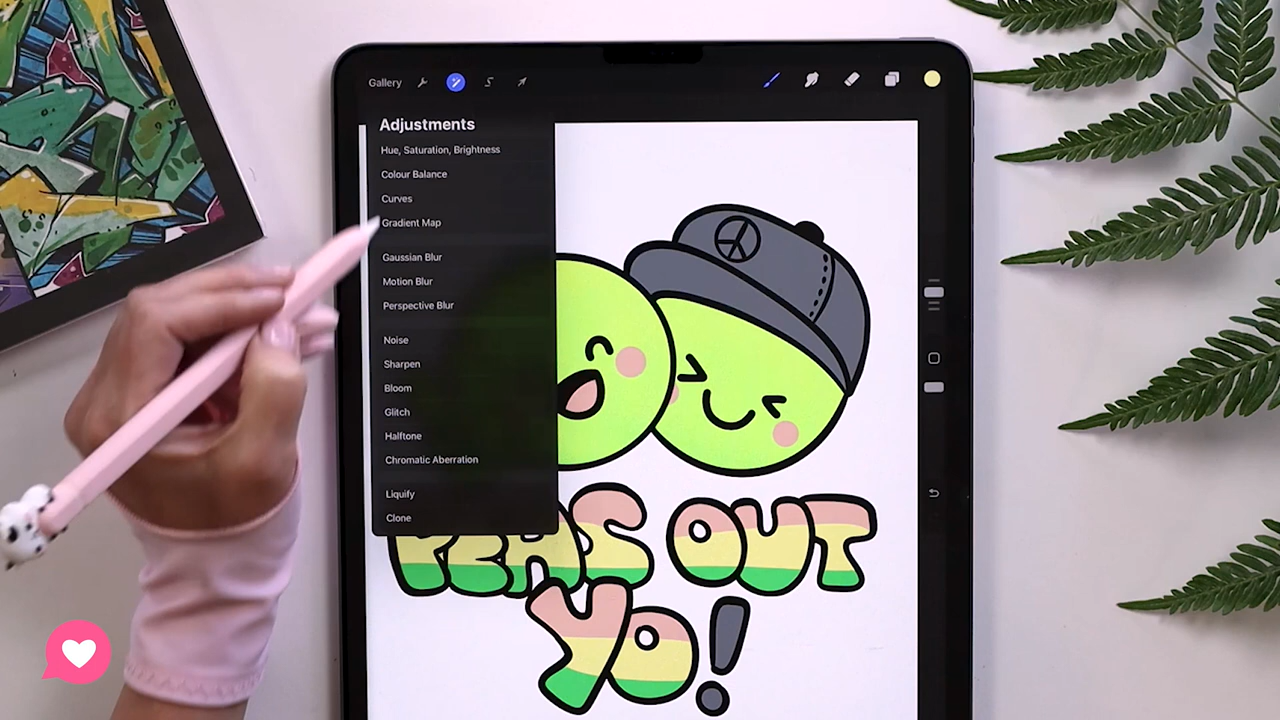 Gallery
Adjustments
Hue, Saturation, Brightness
Colour Balance
Curves
Gradient Map
Gaussian Blur
Motion Blur
Perspective Blur
Noise
Sharpen
Bloom
Glitch
Halftone
Chromatic Aberration
Liquify
Clone
PEAS OUT
YO!